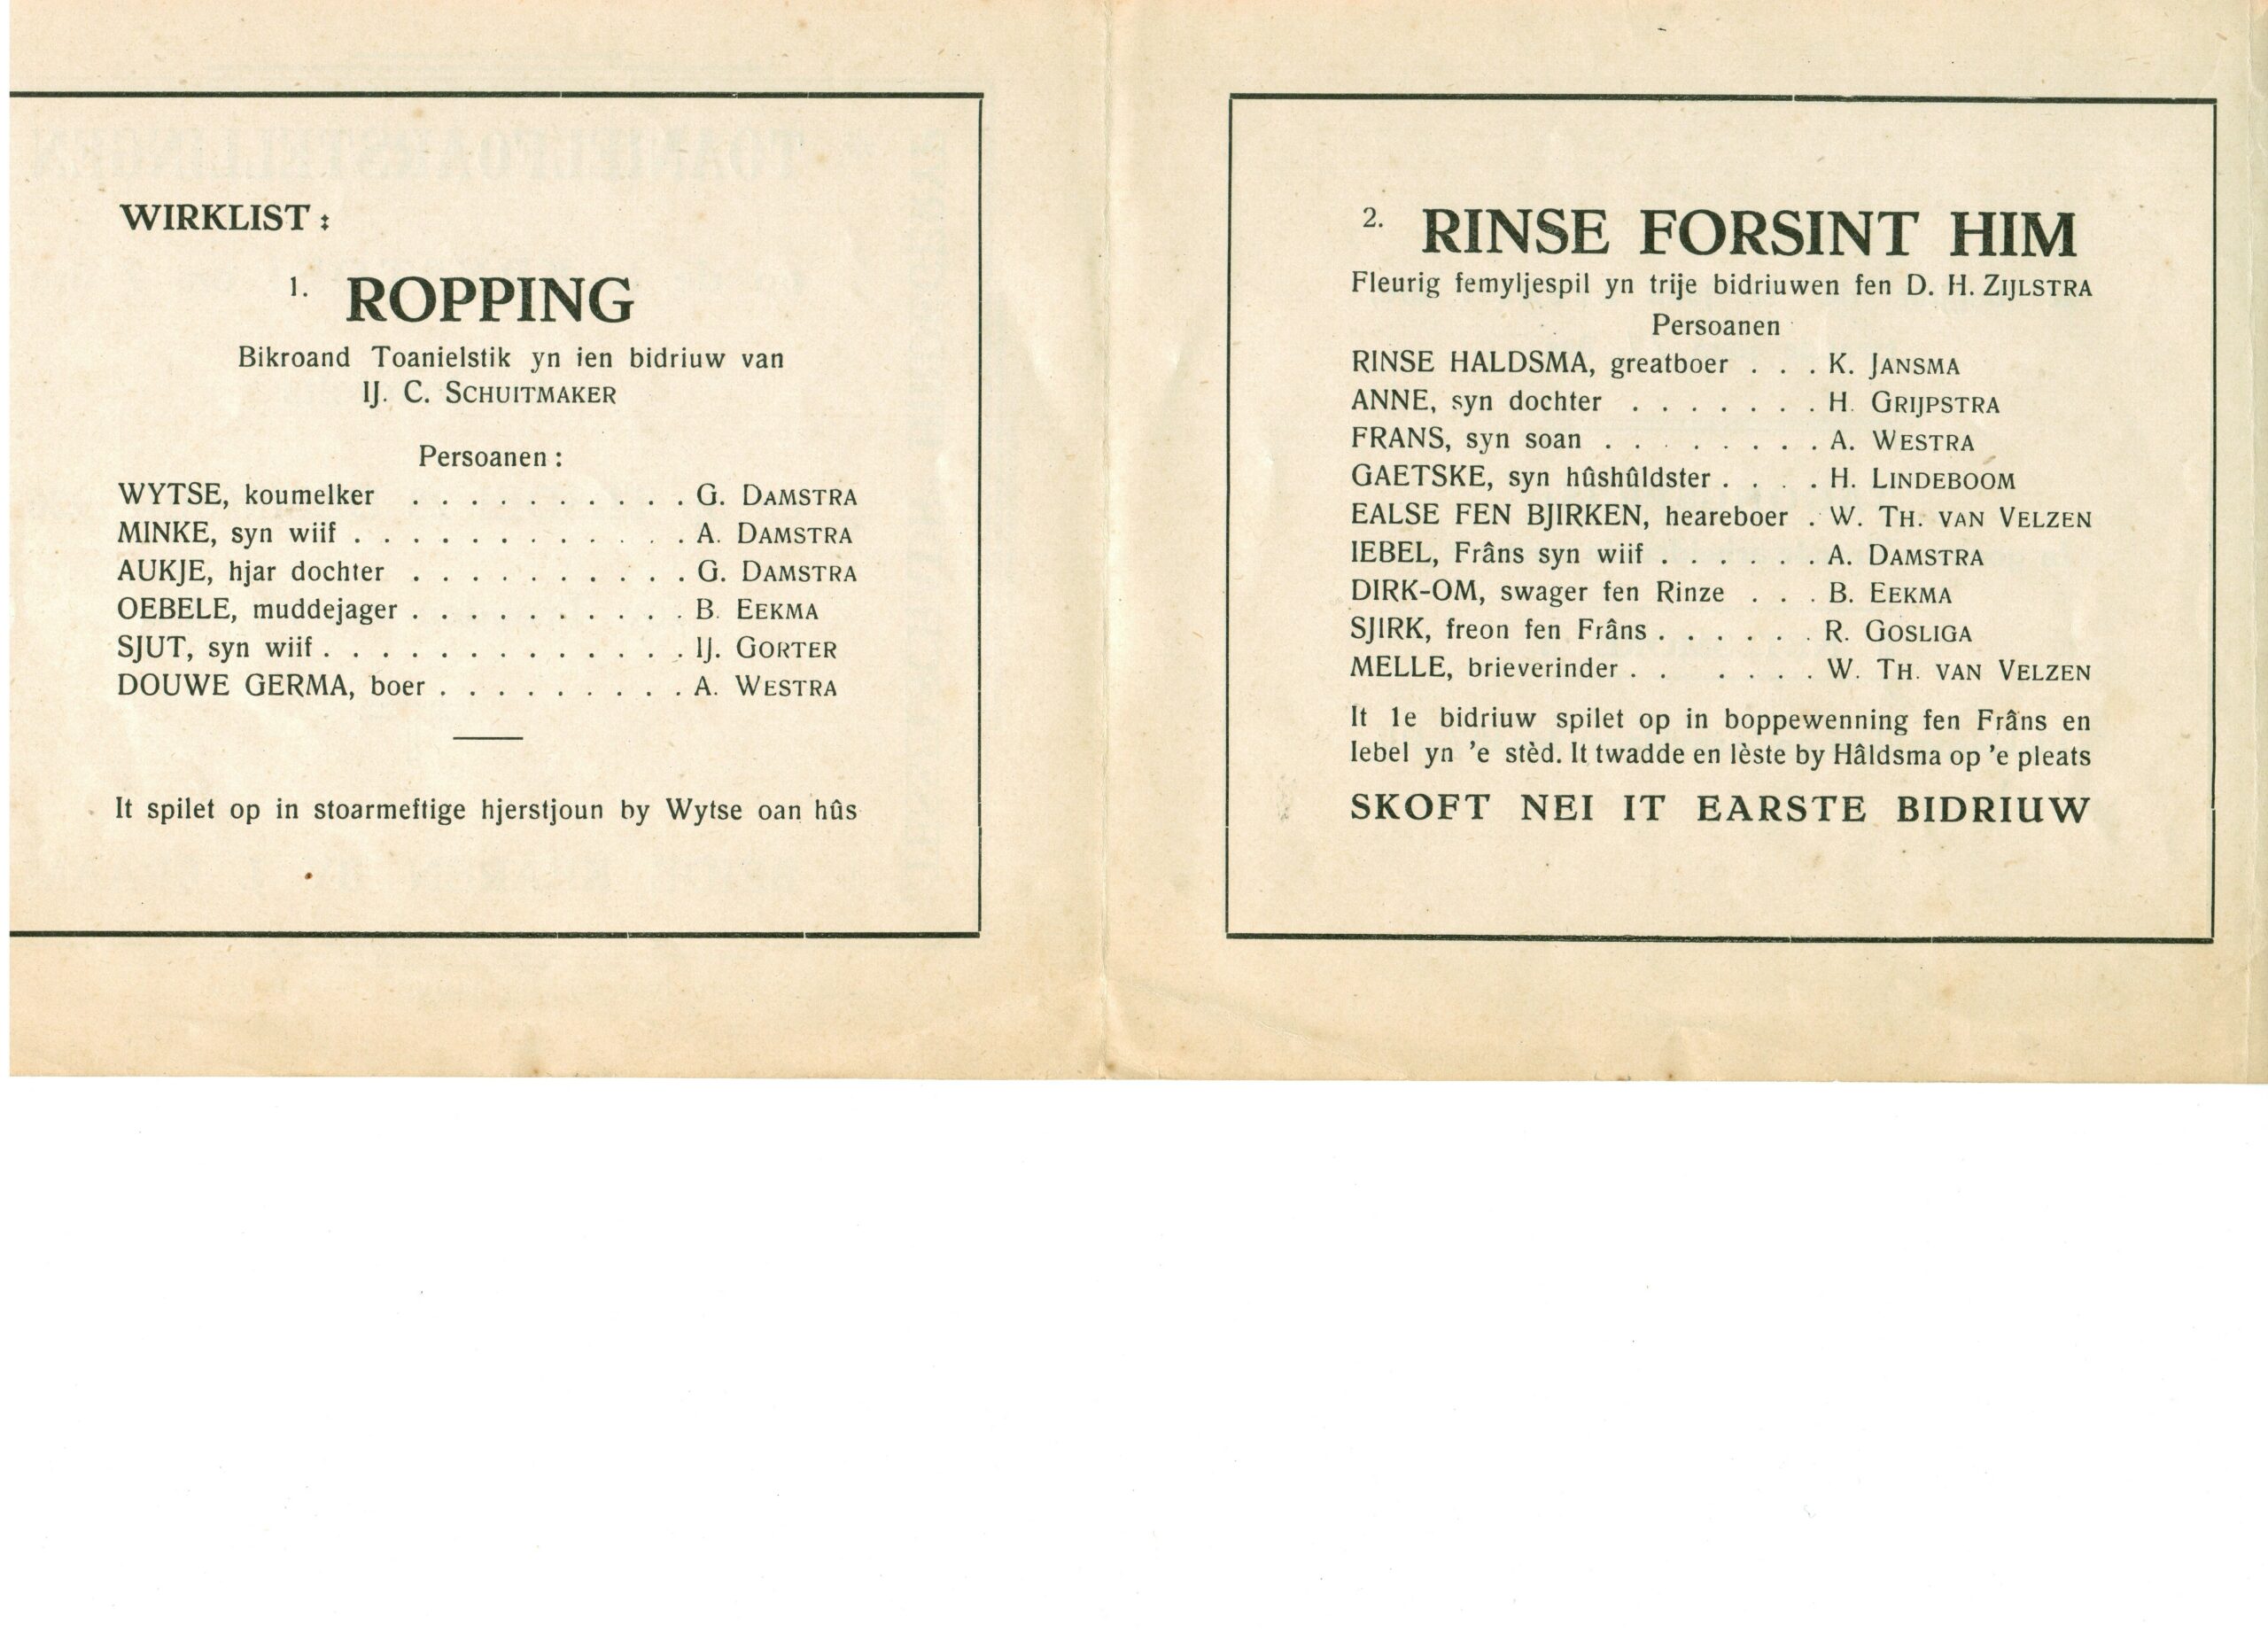 WIRKLIST:
1. ROPPING
Bikroand Toanielstik yn ien bidriuw van
IJ. C. SCHUITMAKER
Persoanen:
WYTSE, koumelker . . . . . . . . . . G. DAMSTRA
MINKE, syn wiif . . . . . . . . . . . . A. DAMSTRA
AUKJE, hjar dochter . . . . . . . . . . G. DAMSTRA
OEBELE, muddejager . . . . . . . . . . B. EEKMA
SJUT, syn wiif . . . . . . . . . . . . . IJ. GORTER
DOUWE GERMA, boer . . . . . . . . . A. WESTRA
It spilet op in stoarmeftige hjerstjoun by Wytse oan hûs
2. RINSE FORSINT HIM
Fleurig femyljespil yn trije bidriuwen fen D. H. ZIJLSTRA
Persoanen
RINSE HALDSMA, greatboer . . . K. JANSMA
ANNE, syn dochter . . . . . . . H. GRIJPSTRA
FRANS, syn soan . . . . . . . . A. WESTRA
GAETSKE, syn hûshûldster . . . . H. LINDEBOOM
EALSE FEN BJIRKEN, heareboer . W. TH. VAN VELZEN
IEBEL, Frâns syn wiif . . . . . . A. DAMSTRA
DIRK-OM, swager fen Rinze . . . B. EEKMA
SJIRK, freon fen Frâns . . . . . . R. GOSLIGA
MELLE, brieverinder . . . . . . W. TH. VAN VELZEN
It 1e bidriuw spilet op in boppewenning fen Frâns en
Iebel yn 'e stèd. It twadde en lèste by Hâldsma op 'e pleats
SKOFT NEI IT EARSTE BIDRIUW